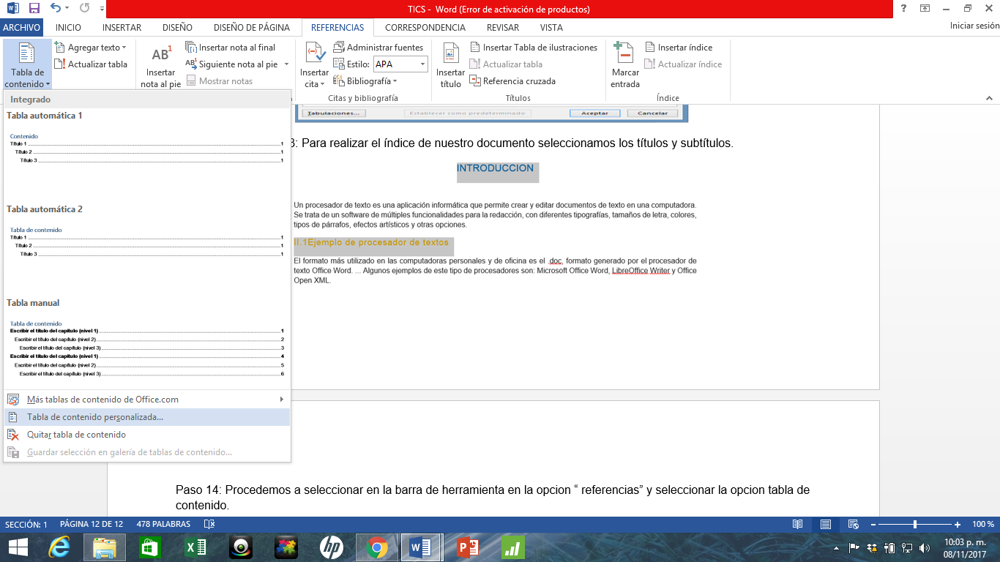 TICS - Word (Error de activación de productos)
?
ARCHIVO INICIO INSERTAR DISEÑO DISEÑO DE PÁGINA REFERENCIAS CORRESPONDENCIA REVISAR VISTA Iniciar sesión
Tabla de contenido
Agregar texto
Actualizar tabla
AB1
Insertar nota al pie
Insertar nota al final
Siguiente nota al pie
Mostrar notas
Insertar cita
Administrar fuentes
Estilo: APA
Bibliografía
Citas y bibliografía
Insertar título
Insertar Tabla de ilustraciones
Actualizar tabla
Referencia cruzada
Títulos
Marcar entrada
Insertar índice
Actualizar índice
Índice
Integrado
Tabla automática 1
Contenido
Título 1 1
Título 2 1
Título 3 1
Tabla automática 2
Tabla de contenido
Título 1 1
Título 2 1
Título 3 1
Tabla manual
Tabla de contenido
Escribir el título del capítulo (nivel 1) 1
Escribir el título del capítulo (nivel 2) 2
Escribir el título del capítulo (nivel 3) 3
Escribir el título del capítulo (nivel 1) 4
Escribir el título del capítulo (nivel 2) 5
Escribir el título del capítulo (nivel 3) 6
Más tablas de contenido de Office.com
Tabla de contenido personalizada...
Quitar tabla de contenido
Guardar selección en galería de tablas de contenido...
Tabulaciones... Establecer como predeterminado Aceptar Cancelar
3: Para realizar el índice de nuestro documento seleccionamos los títulos y subtítulos.
INTRODUCCION
Un procesador de texto es una aplicación informática que permite crear y editar documentos de texto en una computadora.
Se trata de un software de múltiples funcionalidades para la redacción, con diferentes tipografías, tamaños de letra, colores,
tipos de párrafos, efectos artísticos y otras opciones.
II.1Ejemplo de procesador de textos
El formato más utilizado en las computadoras personales y de oficina es el .doc, formato generado por el procesador de
texto Office Word. ... Algunos ejemplos de este tipo de procesadores son: Microsoft Office Word, LibreOffice Writer y Office
Open XML.
Paso 14: Procedemos a seleccionar en la barra de herramienta en la opcion “ referencias” y seleccionar la opcion tabla de
contenido.
SECCIÓN: 1 PÁGINA 12 DE 12 478 PALABRAS 100 %
10:03 p. m.
08/11/2017